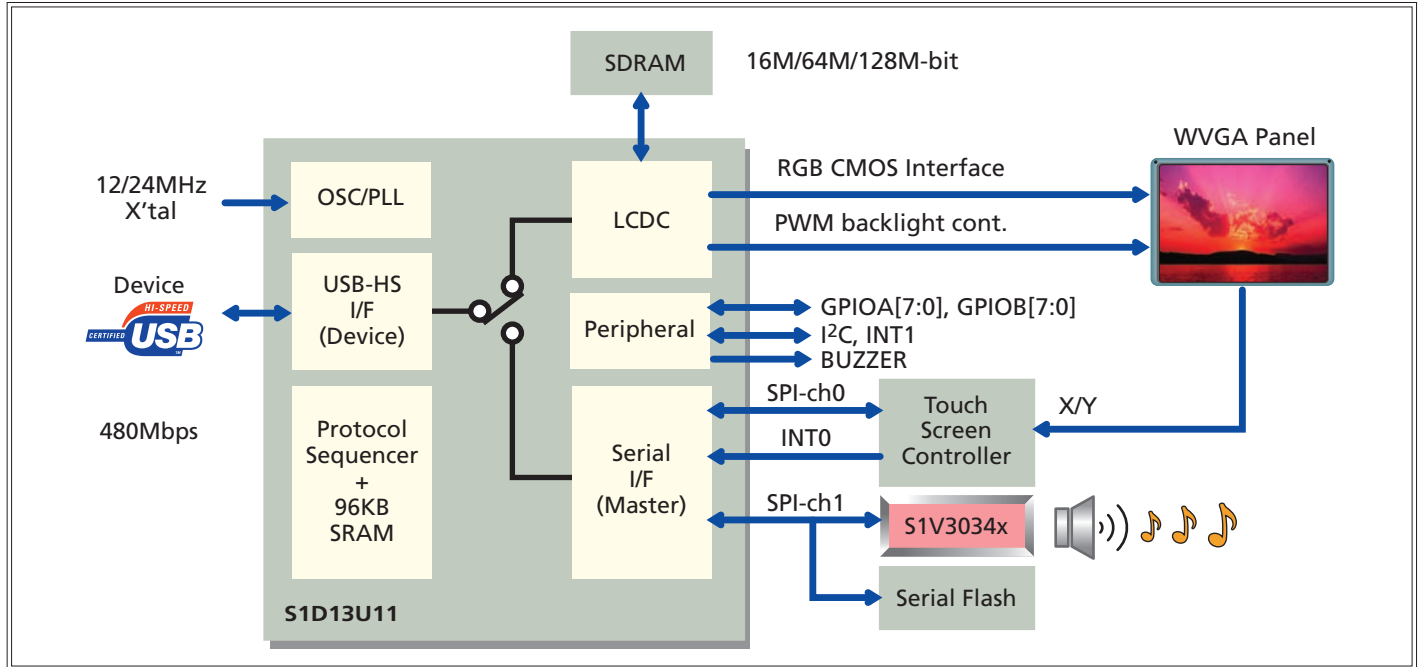 SDRAM
16M/64M/128M-bit
WVGA Panel
12/24MHz
X'tal
OSC/PLL
LCDC
RGB CMOS Interface
PWM backlight cont.
Device
HI-SPEED
CERTIFIED
USB
TM
USB-HS
I/F
(Device)
Peripheral
GPIOA[7:0], GPIOB[7:0]
I²C, INT1
BUZZER
480Mbps
Protocol
Sequencer
+
96KB
SRAM
Serial
I/F
(Master)
SPI-ch0
INT0
Touch
Screen
Controller
X/Y
SPI-ch1
S1V3034x
Serial Flash
S1D13U11